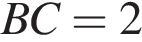 BC = 2